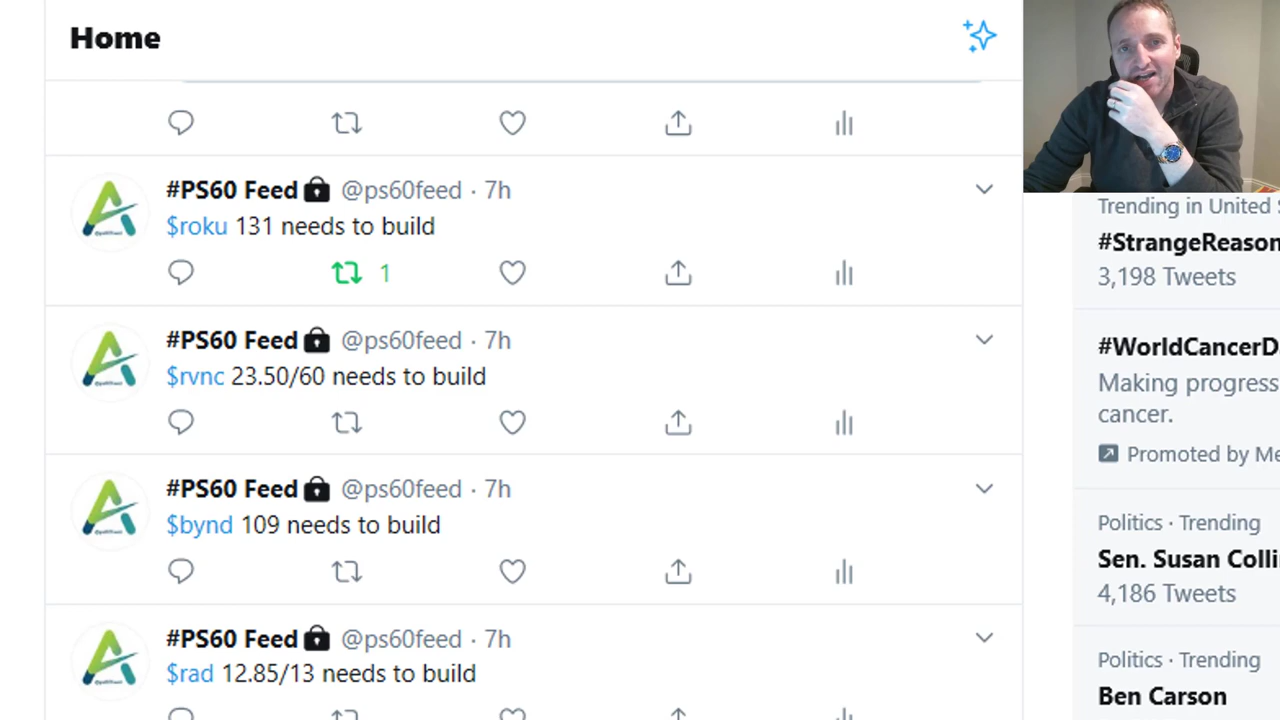 Home
#PS60 Feed @ps60feed · 7h
$roku 131 needs to build
1
#PS60 Feed @ps60feed · 7h
$rvnc 23.50/60 needs to build
#PS60 Feed @ps60feed · 7h
$bynd 109 needs to build
#PS60 Feed @ps60feed · 7h
$rad 12.85/13 needs to build
Trending in United S
#StrangeReason
3,198 Tweets
#WorldCancerDa
Making progress
cancer.
Promoted by Me
Politics · Trending
Sen. Susan Colli
4,186 Tweets
Politics · Trending
Ben Carson